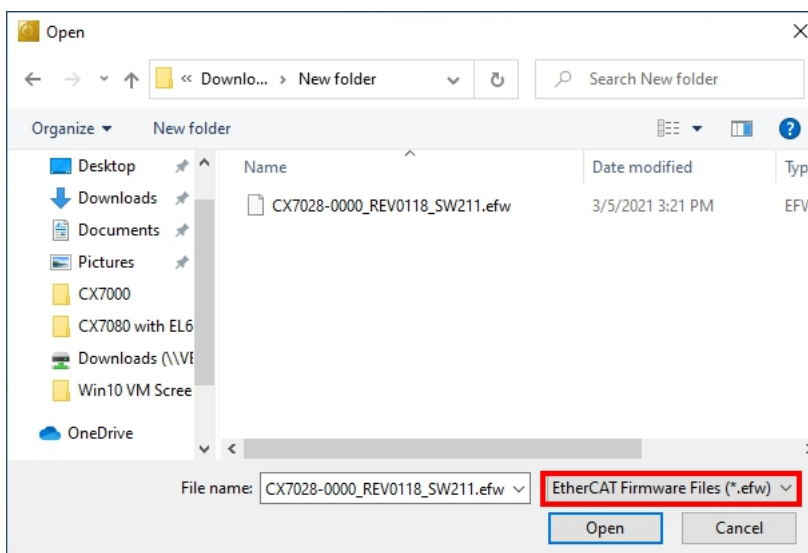 Open
« Downlo... › New folder
Search New folder
Organize
New folder
Desktop
Downloads
Documents
Pictures
CX7000
CX7080 with EL6
Downloads (\\VE
Win10 VM Scree
OneDrive
Name
Date modified
Typ
CX7028-0000_REV0118_SW211.efw
3/5/2021 3:21 PM
EFW
File name:
CX7028-0000_REV0118_SW211.efw
EtherCAT Firmware Files (*.efw)
Open
Cancel